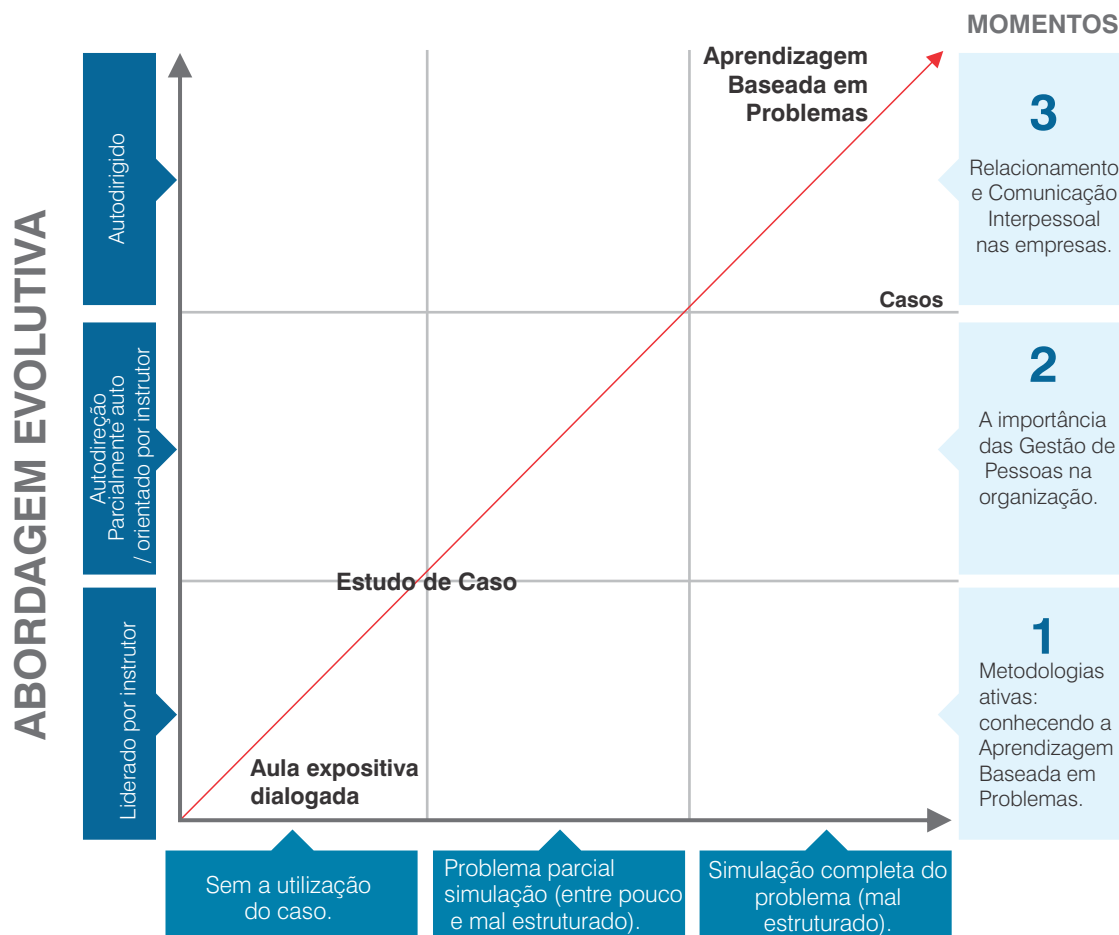 MOMENTOS
ABORDAGEM EVOLUTIVA
Autodirigido
Aprendizagem
Baseada em
Problemas
3
Relacionamento
e Comunicação
Interpessoal
nas empresas.
Casos
Autodireção
Parcialmente auto
/ orientado por instrutor
2
A importância
das Gestão de
Pessoas na
organização.
Estudo de Caso
Liderado por instrutor
1
Metodologias
ativas:
conhecendo a
Aprendizagem
Baseada em
Problemas.
Aula expositiva
dialogada
Sem a utilização
do caso.
Problema parcial
simulação (entre pouco
e mal estruturado).
Simulação completa do
problema (mal
estruturado).